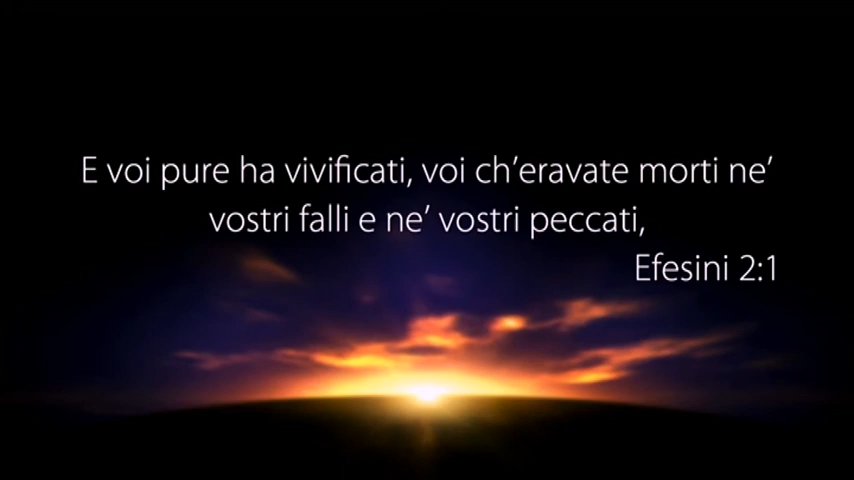 E voi pure ha vivificati, voi ch’eravate morti ne’
vostri falli e ne’ vostri peccati,
Efesini 2:1